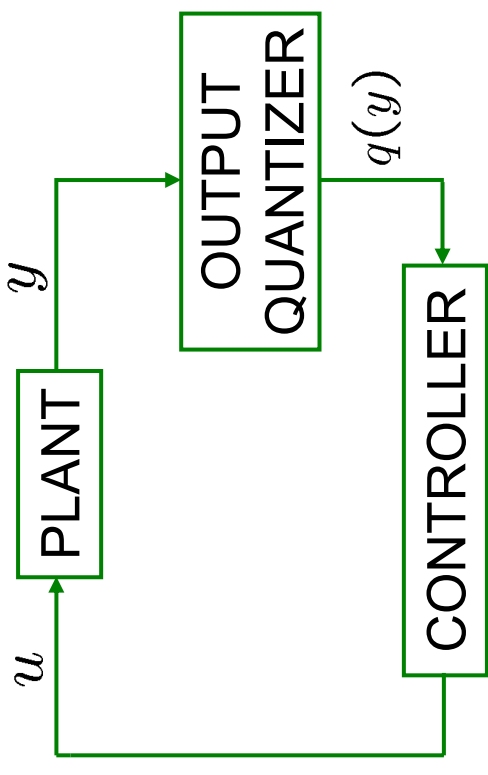 u
PLANT
y
OUTPUT
QUANTIZER
q(y)
CONTROLLER